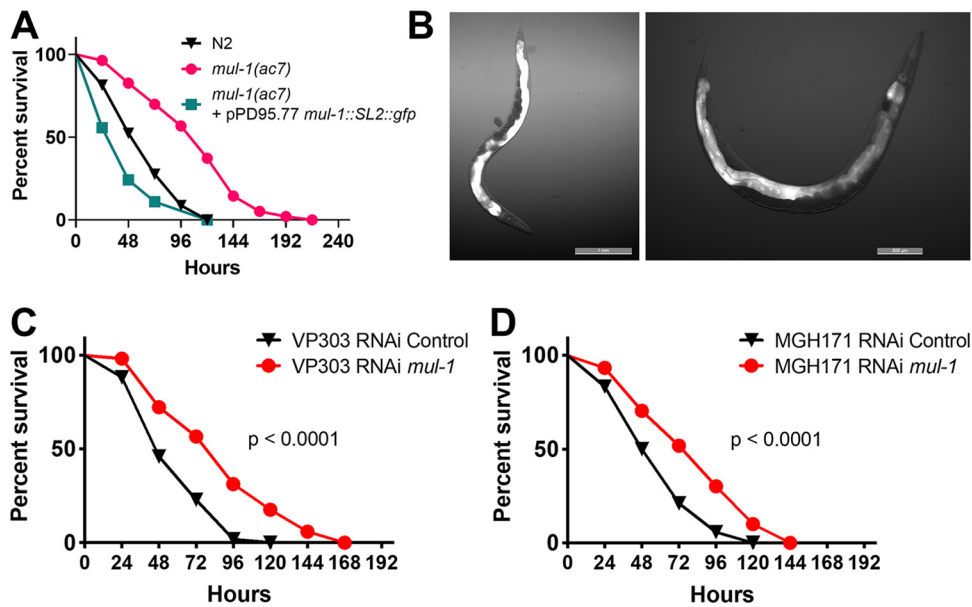 A
B
N2
mul-1(ac7)
mul-1(ac7)
+ pPD95.77 mul-1::SL2::gfp
Percent survival
100
50
0
0 48 96 144 192 240
Hours
1 mm
C
D
VP303 RNAi Control
VP303 RNAi mul-1
p < 0.0001
Percent survival
100
50
0
0 24 48 72 96 120 144 168 192
Hours
MGH171 RNAi Control
MGH171 RNAi mul-1
p < 0.0001
Percent survival
100
50
0
0 24 48 72 96 120 144 168 192
Hours